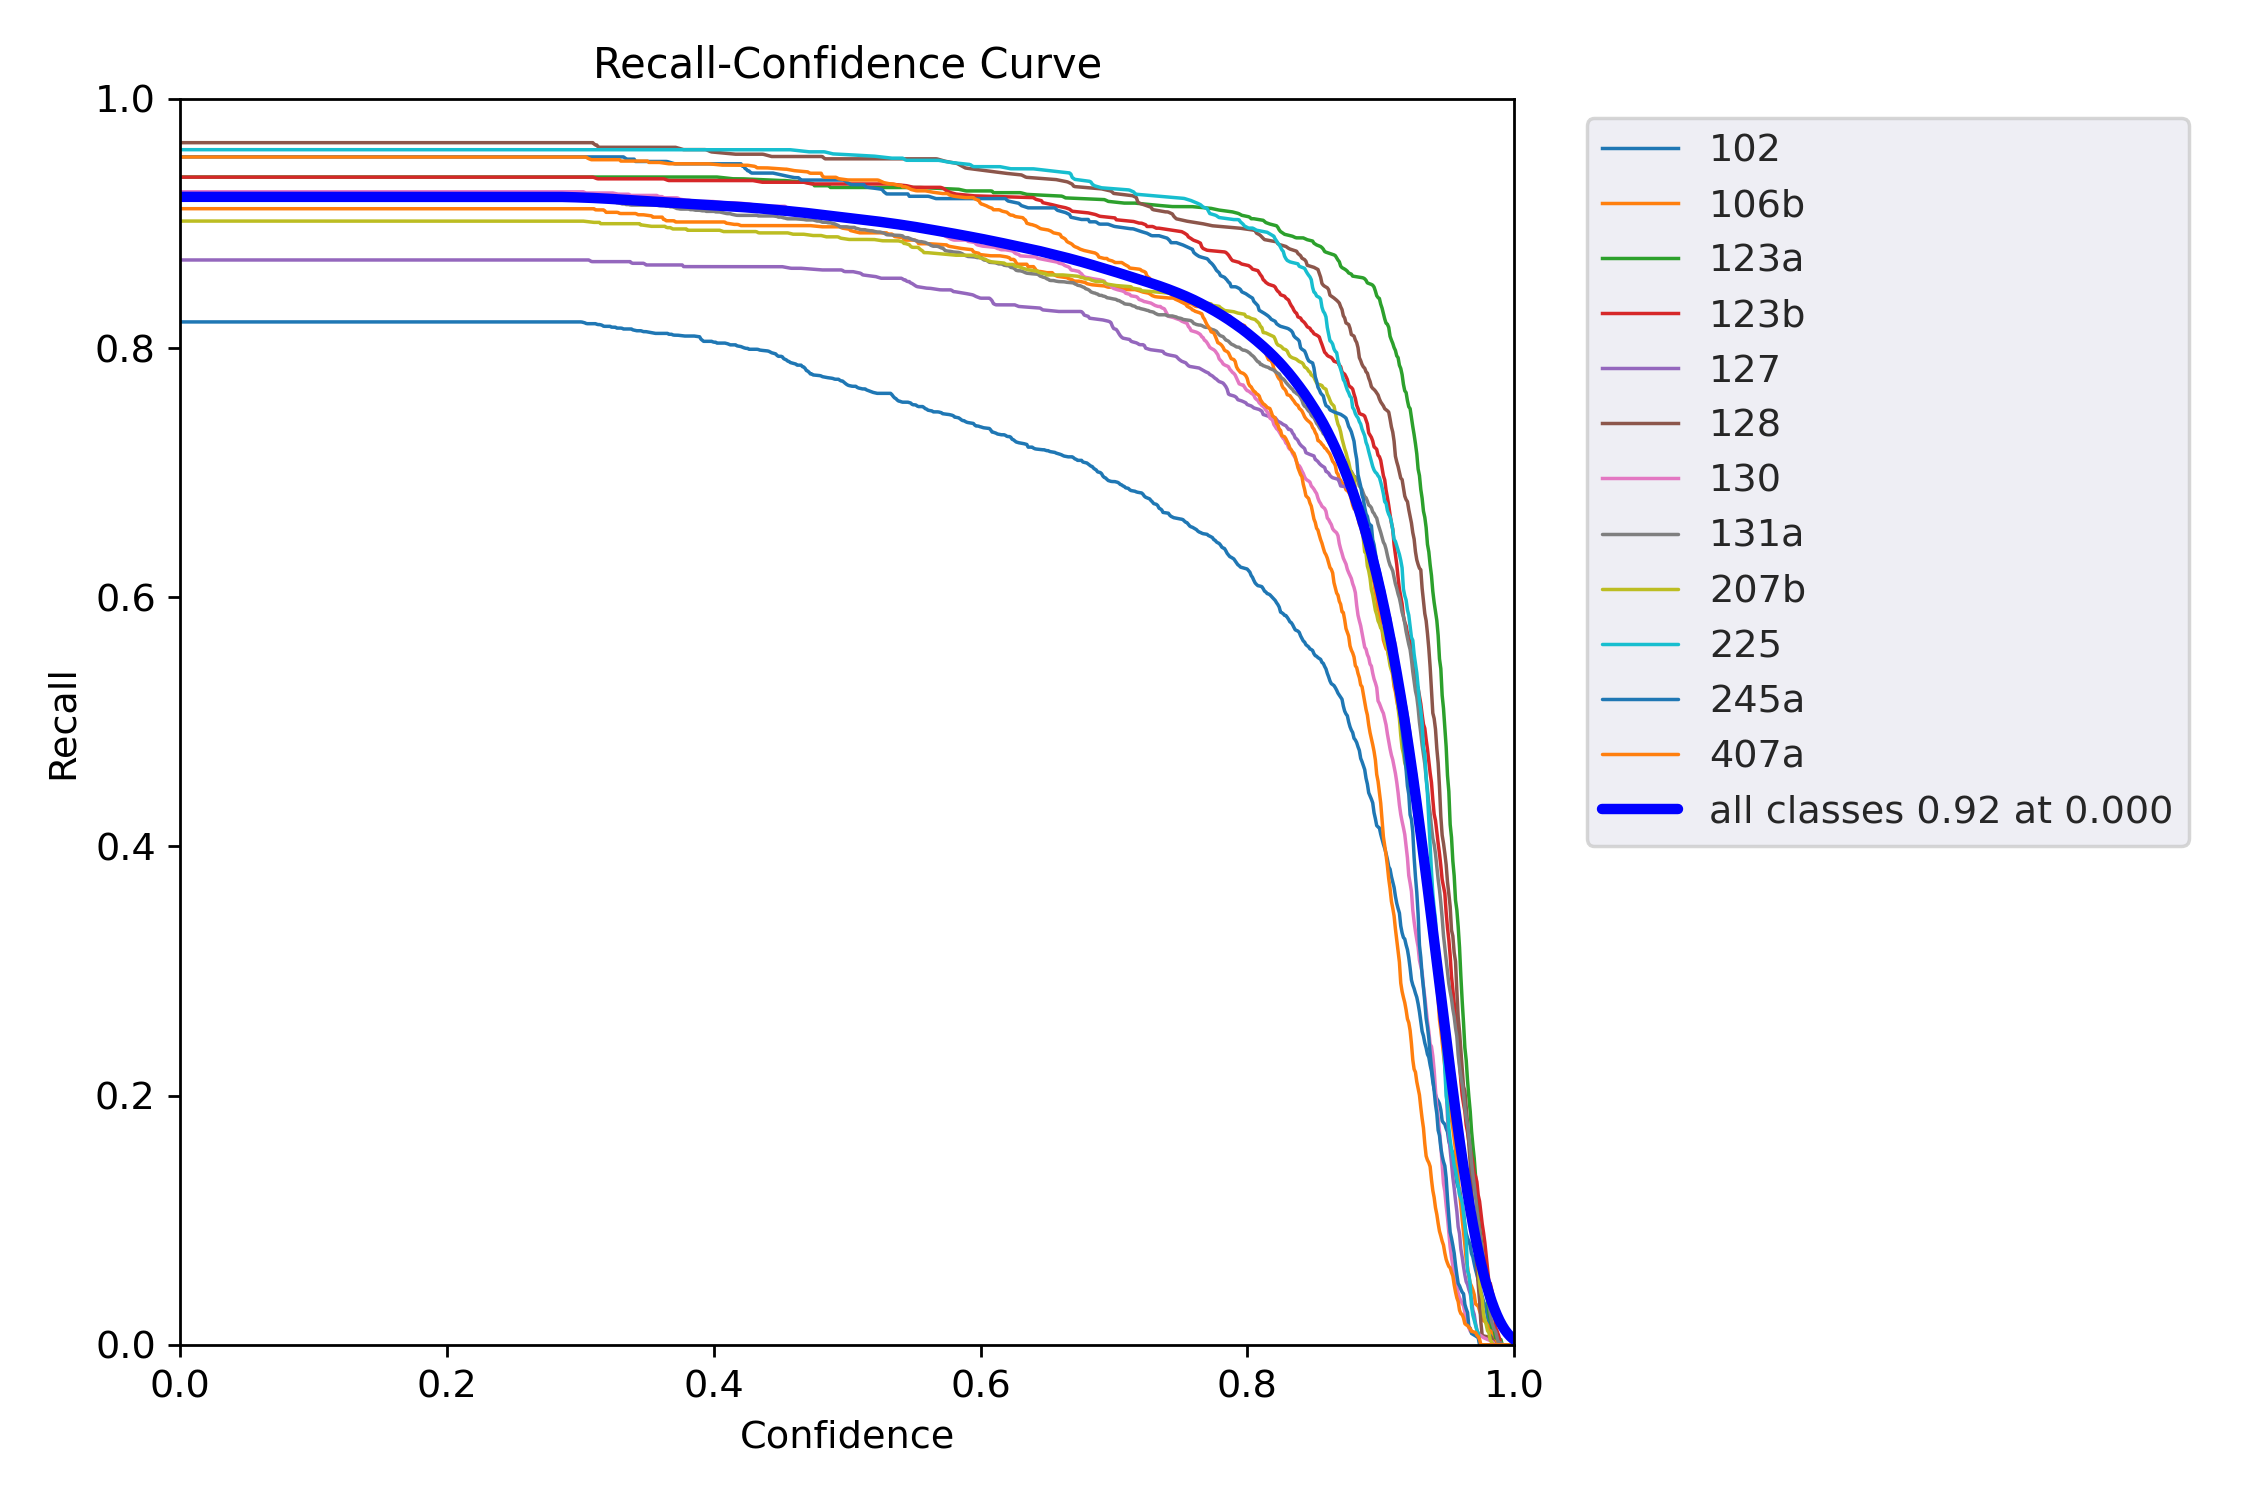 Recall-Confidence Curve
1.0
0.8
0.6
0.4
0.2
0.0
Recall
0.0 0.2 0.4 0.6 0.8 1.0
Confidence
102
106b
123a
123b
127
128
130
131a
207b
225
245a
407a
all classes 0.92 at 0.000